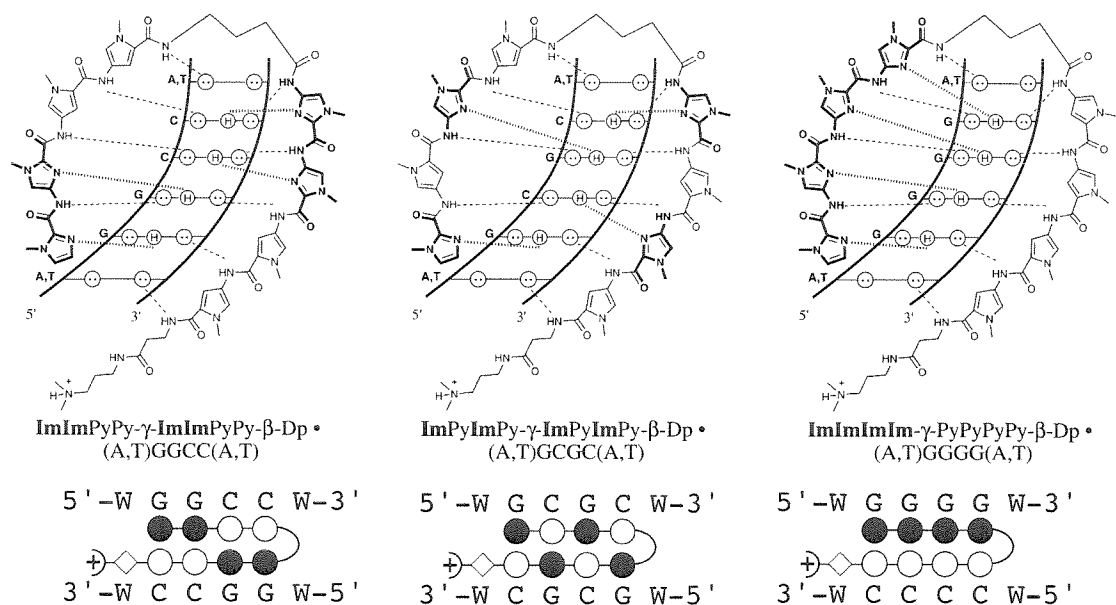 A,T
C
C
G
G
A,T
5' 3'
ImImPyPy-γ-ImImPyPy-β-Dp •
(A,T)GGCC(A,T)
5'-W G G C C W-3'
+
3'-W C C G G W-5'
A,T
C
G
C
G
A,T
5' 3'
ImPyImPy-γ-ImPyImPy-β-Dp •
(A,T)GCGC(A,T)
5'-W G C G C W-3'
+
3'-W C G C G W-5'
A,T
G
G
G
G
A,T
5' 3'
ImImImIm-γ-PyPyPyPy-β-Dp •
(A,T)GGGG(A,T)
5'-W G G G G W-3'
+
3'-W C C C C W-5'